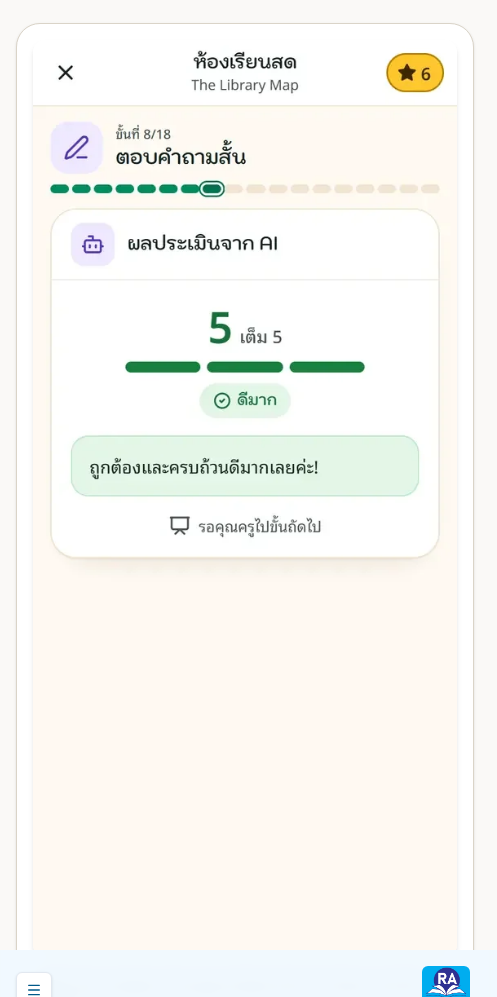 ห้องเรียนสด
The Library Map
6
ขั้นที่ 8/18
ตอบคำถามสั้น
ผลประเมินจาก AI
5 เต็ม 5
ดีมาก
ถูกต้องและครบถ้วนดีมากเลยค่ะ!
รอคุณครูไปขั้นถัดไป
RA